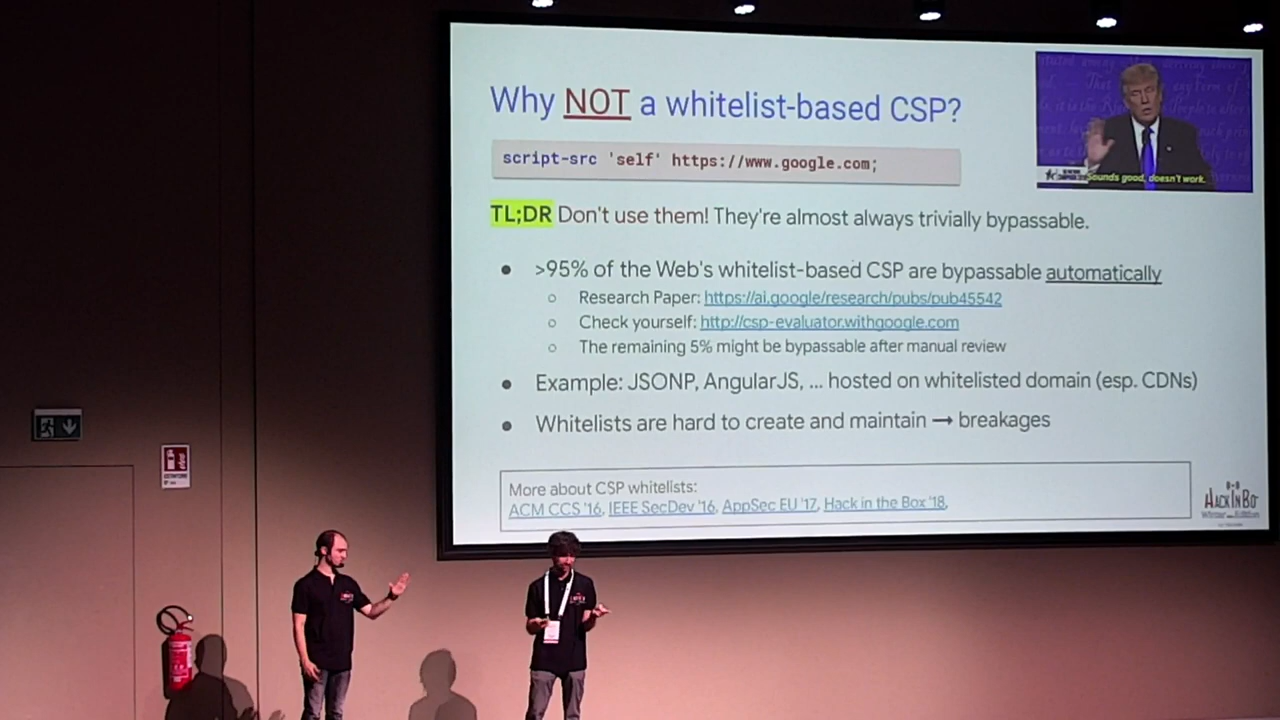 Why NOT a whitelist-based CSP?
script-src 'self' https://www.google.com;
Sounds good, doesn't work.
TL;DR Don't use them! They're almost always trivially bypassable.
>95% of the Web's whitelist-based CSP are bypassable automatically
Research Paper: https://ai.google/research/pubs/pub45542
Check yourself: http://csp-evaluator.withgoogle.com
The remaining 5% might be bypassable after manual review
Example: JSONP, AngularJS, ... hosted on whitelisted domain (esp. CDNs)
Whitelists are hard to create and maintain → breakages
More about CSP whitelists:
ACM CCS '16, IEEE SecDev '16, AppSec EU '17, Hack in the Box '18,
HACKINBO
Winter Edition